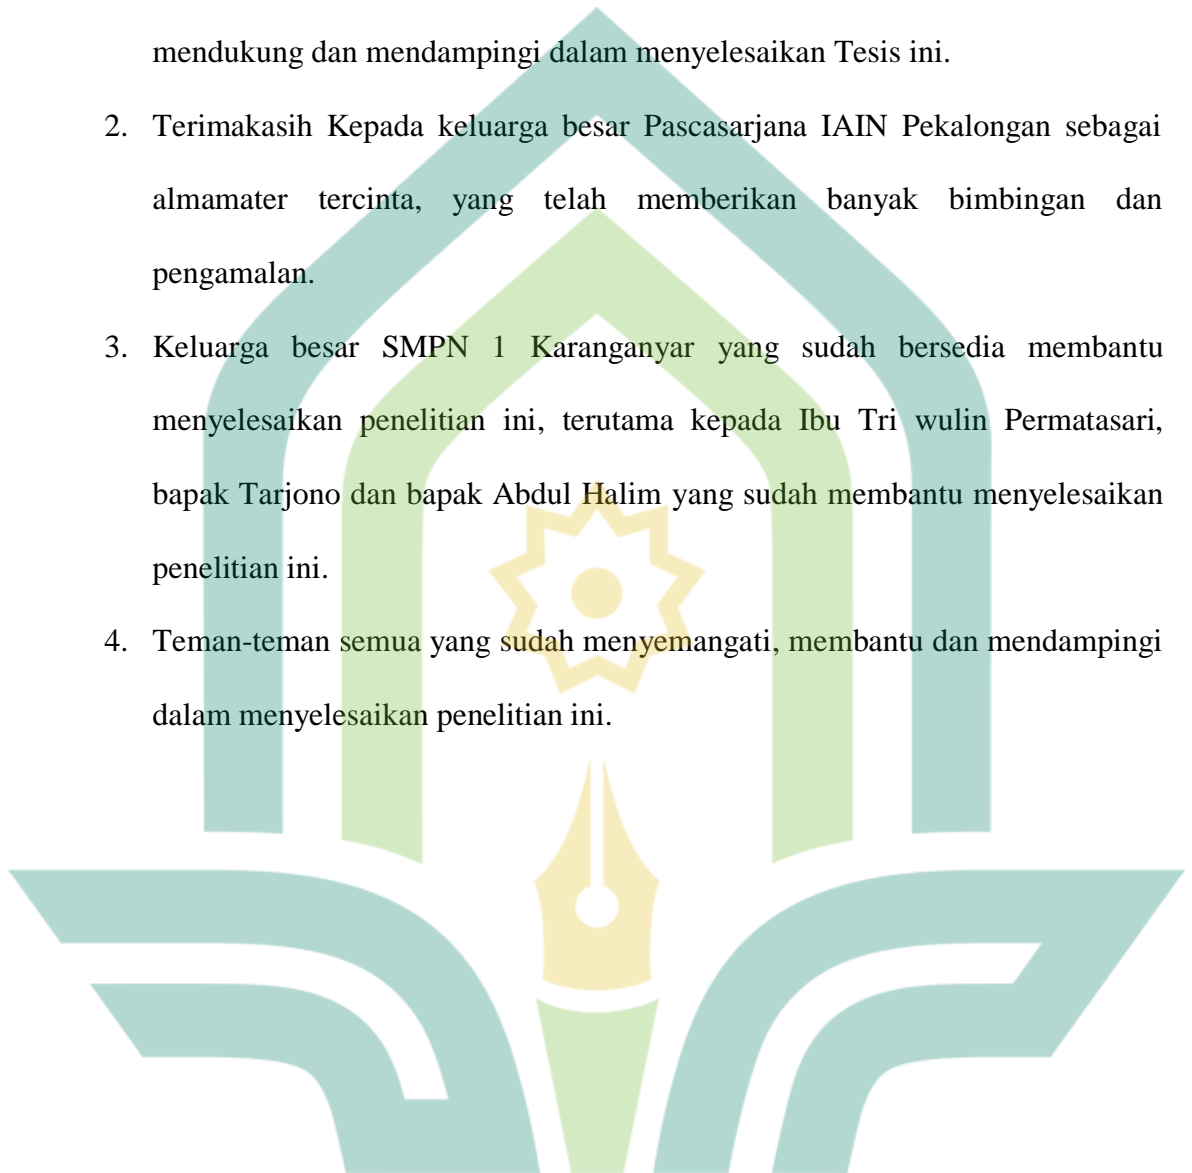 mendukung dan mendampingi dalam menyelesaikan Tesis ini.
2. Terimakasih Kepada keluarga besar Pascasarjana IAIN Pekalongan sebagai
almamater tercinta, yang telah memberikan banyak bimbingan dan
pengamalan.
3. Keluarga besar SMPN 1 Karanganyar yang sudah bersedia membantu
menyelesaikan penelitian ini, terutama kepada Ibu Tri wulin Permatasari,
bapak Tarjono dan bapak Abdul Halim yang sudah membantu menyelesaikan
penelitian ini.
4. Teman-teman semua yang sudah menyemangati, membantu dan mendampingi
dalam menyelesaikan penelitian ini.